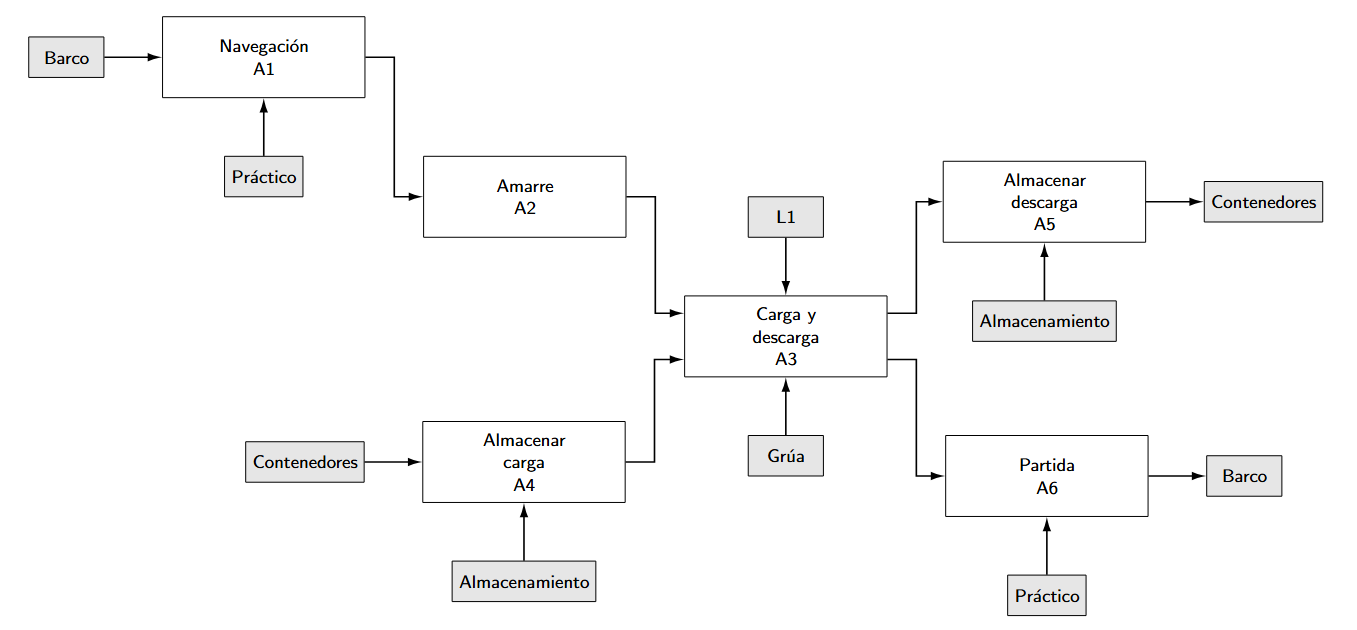 Navegación
A1
Barco
Práctico
Amarre
A2
L1
Almacenar
descarga
A5
Contenedores
Almacenamiento
Carga y
descarga
A3
Grúa
Contenedores
Almacenar
carga
A4
Almacenamiento
Partida
A6
Barco
Práctico